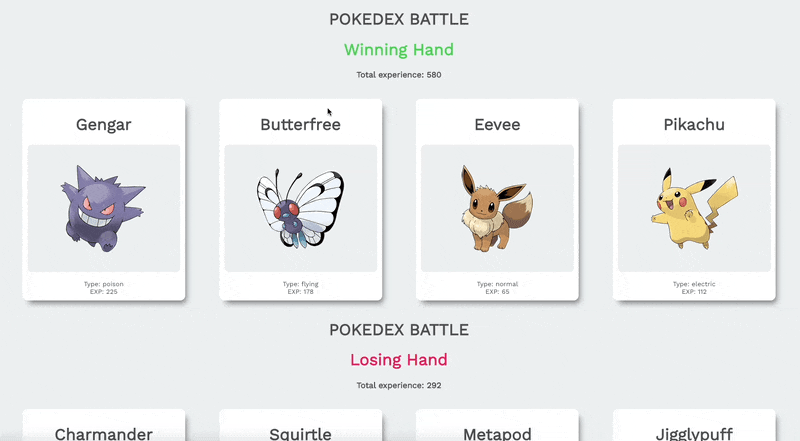 POKEDEX BATTLE
Winning Hand
Total experience: 580
Gengar
Type: poison
EXP: 225
Butterfree
Type: flying
EXP: 178
Eevee
Type: normal
EXP: 65
Pikachu
Type: electric
EXP: 112
POKEDEX BATTLE
Losing Hand
Total experience: 292
Charmander
Squirtle
Metapod
Jigglypuff